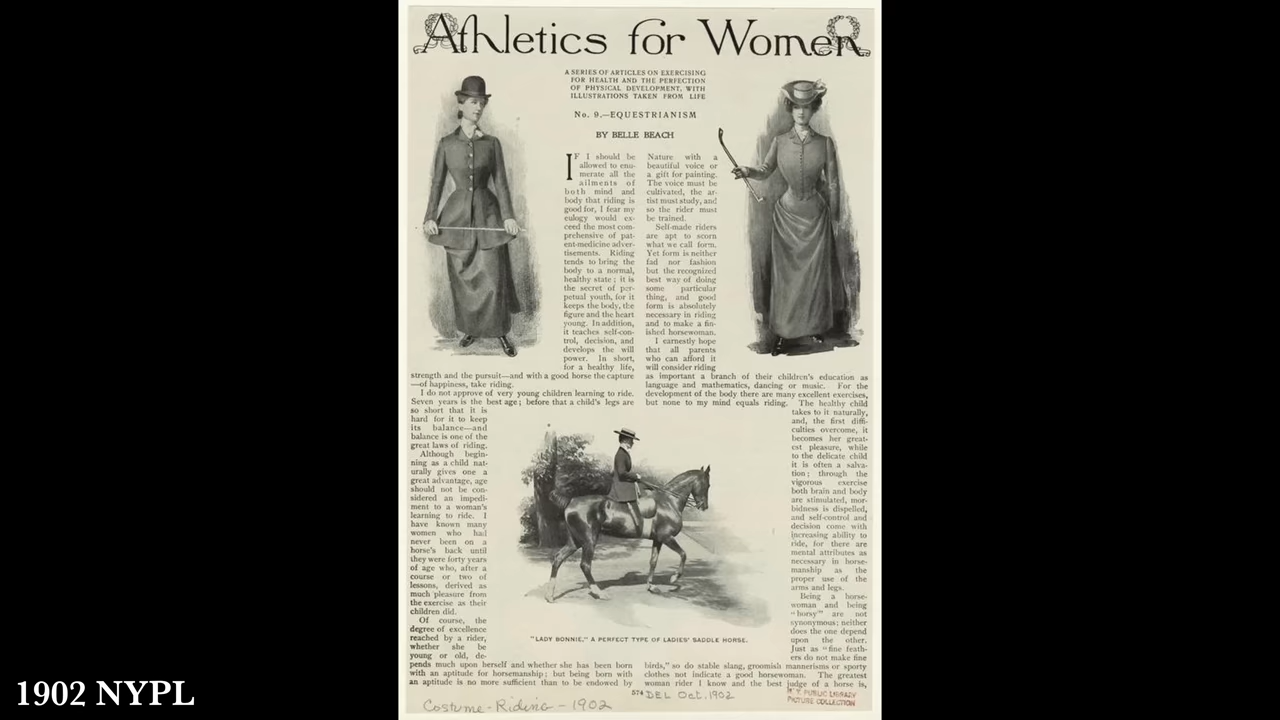 Athletics for Women
A SERIES OF ARTICLES ON EXERCISING
FOR HEALTH AND THE PERFECTION
OF PHYSICAL DEVELOPMENT, WITH
ILLUSTRATIONS TAKEN FROM LIFE
No. 9.—EQUESTRIANISM
BY BELLE BEACH
IF I should be
allowed to enu-
merate all the
ailments of
both mind and
body that riding is
good for, I fear my
eulogy would ex-
ceed the most com-
prehensive of pat-
ent-medicine adver-
tisements. Riding
tends to bring the
body to a normal,
healthy state; it is
the secret of per-
petual youth, for it
keeps the body, the
figure and the heart
young. In addition,
it teaches self-con-
trol, decision, and
develops the will
power. In short,
for a healthy life,
strength and the pursuit—and with a good horse the capture
—of happiness, take riding.
I do not approve of very young children learning to ride.
Seven years is the best age; before that a child's legs are
so short that it is
hard for it to keep
its balance—and
balance is one of the
great laws of riding.
Although begin-
ning as a child nat-
urally gives one a
great advantage, age
should not be con-
sidered an impedi-
ment to a woman's
learning to ride. I
have known many
women who had
never been on a
horse's back until
they were forty years
of age who, after a
course or two of
lessons, derived as
much pleasure from
the exercise as their
children did.
Of course, the
degree of excellence
reached by a rider,
whether she be
young or old, de-
pends much upon herself and whether she has been born
with an aptitude for horsemanship; but being born with
an aptitude is no more sufficient than to be endowed by
Nature with a
beautiful voice or
a gift for painting.
The voice must be
cultivated, the ar-
tist must study, and
so the rider must
be trained.
Self-made riders
are apt to scorn
what we call form.
Yet form is neither
fad nor fashion
but the recognized
best way of doing
some particular
thing, and good
form is absolutely
necessary in riding
and to make a fin-
ished horsewoman.
I earnestly hope
that all parents
who can afford it
will consider riding
as important a branch of their children's education as
language and mathematics, dancing or music. For the
development of the body there are many excellent exercises,
but none to my mind equals riding. The healthy child
takes to it naturally,
and, the first diffi-
culties overcome, it
becomes her great-
est pleasure, while
to the delicate child
it is often a salva-
tion; through the
vigorous exercise
both brain and body
are stimulated, mor-
bidness is dispelled,
and self-control and
decision come with
increasing ability to
ride, for there are
mental attributes as
necessary in horse-
manship as the
proper use of the
arms and legs.
Being a horse-
woman and being
"horsy" are not
synonymous; neither
does the one depend
upon the other.
Just as "fine feath-
ers do not make fine
birds," so do stable slang, groomish mannerisms or sporty
clothes not indicate a good horsewoman. The greatest
woman rider I know and the best judge of a horse is,
"LADY BONNIE," A PERFECT TYPE OF LADIES' SADDLE HORSE.
574 DEL Oct. 1902
N. Y. PUBLIC LIBRARY
PICTURE COLLECTION
Costume - Riding - 1902
1902 NYPL